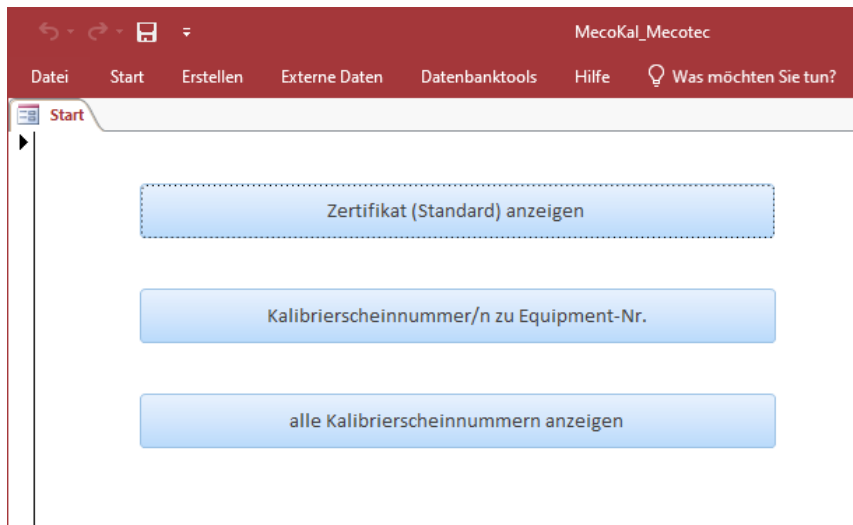 MecoKal_Mecotec
Datei Start Erstellen Externe Daten Datenbanktools Hilfe Was möchten Sie tun?
Start
Zertifikat (Standard) anzeigen
Kalibrierscheinnummer/n zu Equipment-Nr.
alle Kalibrierscheinnummern anzeigen